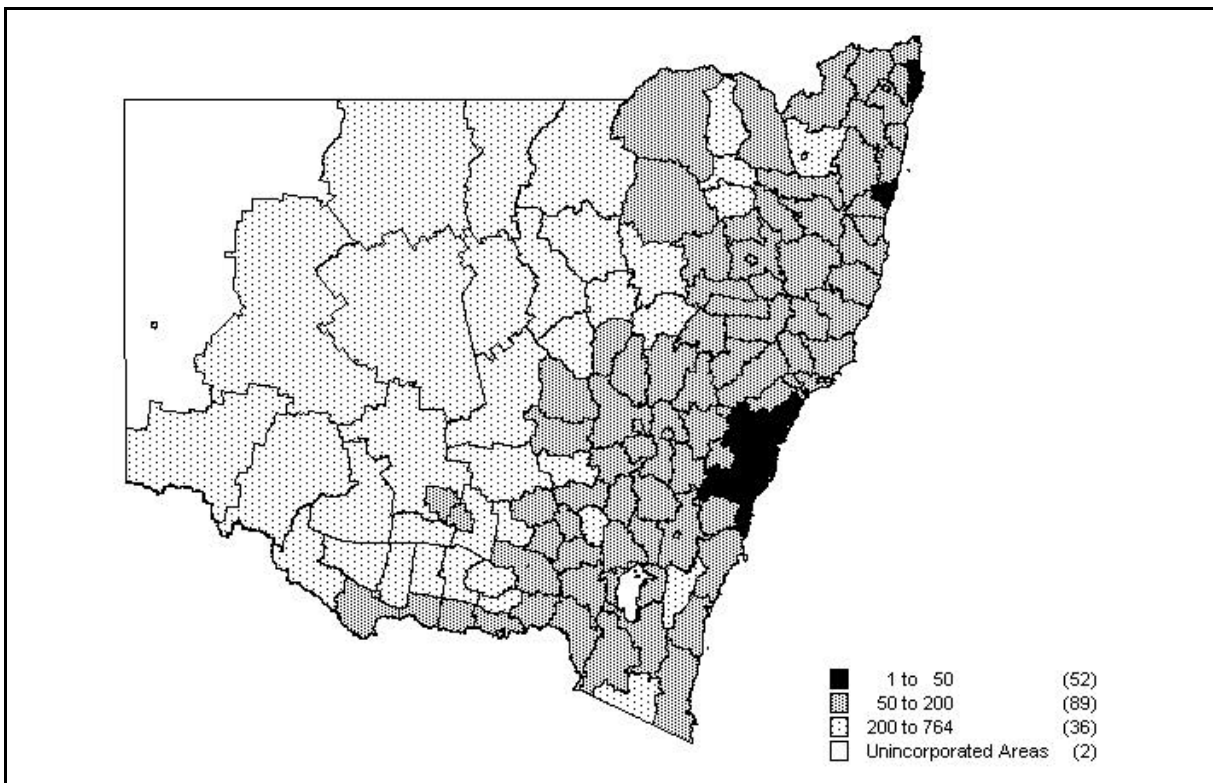 1 to 50 (52)
50 to 200 (89)
200 to 764 (36)
Unincorporated Areas (2)